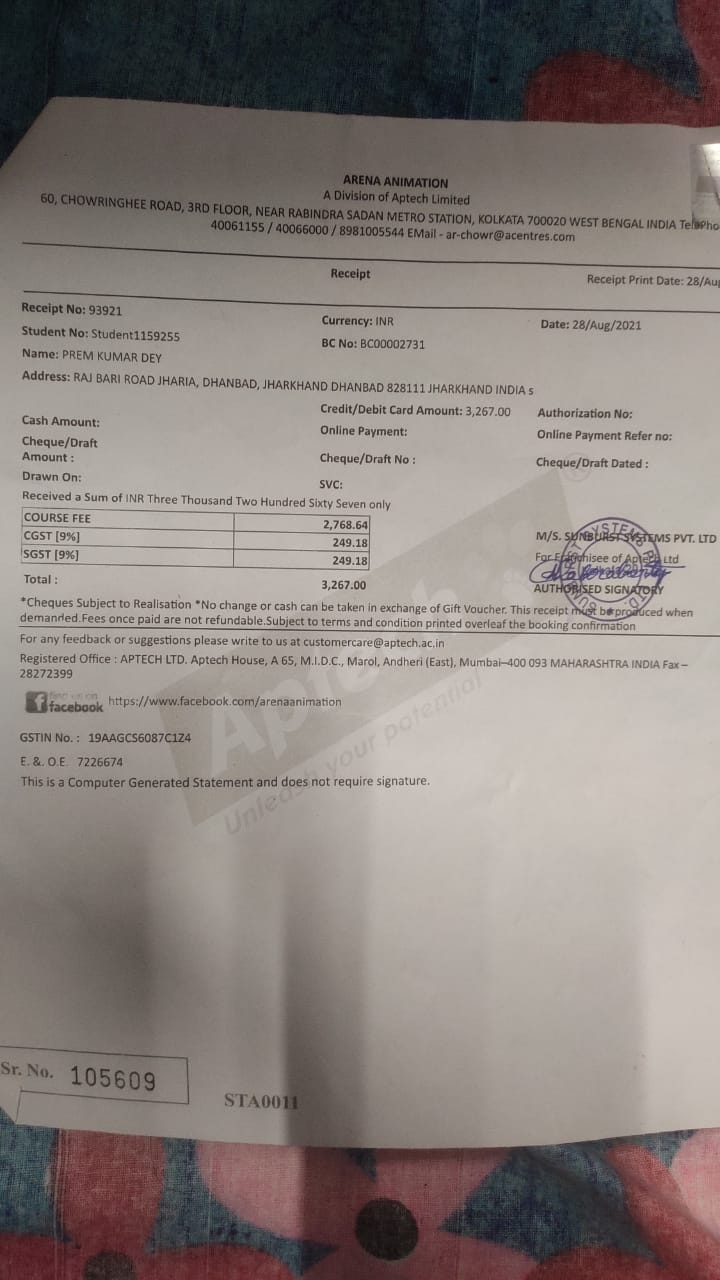 ARENA ANIMATION
A Division of Aptech Limited
60, CHOWRINGHEE ROAD, 3RD FLOOR, NEAR RABINDRA SADAN METRO STATION, KOLKATA 700020 WEST BENGAL INDIA TelePho
40061155 / 40066000 / 8981005544 EMail - ar-chowr@acentres.com
Receipt
Receipt Print Date: 28/Aug
Receipt No: 93921
Currency: INR
Date: 28/Aug/2021
Student No: Student1159255
BC No: BC00002731
Name: PREM KUMAR DEY
Address: RAJ BARI ROAD JHARIA, DHANBAD, JHARKHAND DHANBAD 828111 JHARKHAND INDIA s
Cash Amount:
Credit/Debit Card Amount: 3,267.00
Authorization No:
Online Payment:
Online Payment Refer no:
Cheque/Draft
Amount :
Cheque/Draft No :
Cheque/Draft Dated :
Drawn On:
SVC:
Received a Sum of INR Three Thousand Two Hundred Sixty Seven only
COURSE FEE 2,768.64
CGST [9%] 249.18
SGST [9%] 249.18
Total : 3,267.00
M/S. SUNBURST SYSTEMS PVT. LTD
For Franchisee of Aptech Ltd
AUTHORISED SIGNATORY
*Cheques Subject to Realisation *No change or cash can be taken in exchange of Gift Voucher. This receipt must be produced when
demanded.Fees once paid are not refundable.Subject to terms and condition printed overleaf the booking confirmation
For any feedback or suggestions please write to us at customercare@aptech.ac.in
Registered Office : APTECH LTD. Aptech House, A 65, M.I.D.C., Marol, Andheri (East), Mumbai–400 093 MAHARASHTRA INDIA Fax –
28272399
find us on
facebook https://www.facebook.com/arenaanimation
GSTIN No. : 19AAGCS6087C1Z4
E. &. O.E. 7226674
This is a Computer Generated Statement and does not require signature.
Aptech®
Unleash your potential
Sr. No. 105609
STA0011